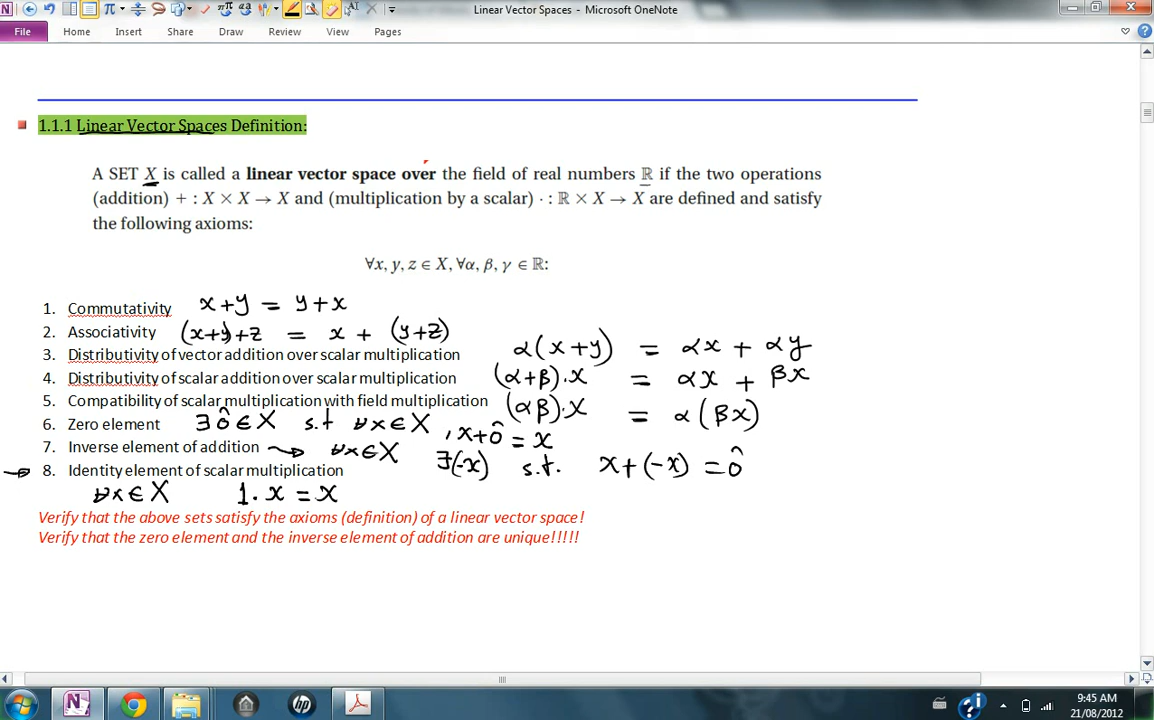 Linear Vector Spaces - Microsoft OneNote
File Home Insert Share Draw Review View Pages
1.1.1 Linear Vector Spaces Definition:
A SET X is called a linear vector space over the field of real numbers ℝ if the two operations
(addition) + : X × X → X and (multiplication by a scalar) · : ℝ × X → X are defined and satisfy
the following axioms:
∀x, y, z ∈ X, ∀α, β, γ ∈ ℝ:
1. Commutativity x+y = y+x
2. Associativity (x+y)+z = x + (y+z)
3. Distributivity of vector addition over scalar multiplication α(x+y) = αx + αy
4. Distributivity of scalar addition over scalar multiplication (α+β).x = αx + βx
5. Compatibility of scalar multiplication with field multiplication (αβ).x = α(βx)
6. Zero element ∃ ô ∈ X s.t ∀x ∈ X , x+ô = x
7. Inverse element of addition → ∀x ∈ X ∃(-x) s.t. x+(-x) = ô
→ 8. Identity element of scalar multiplication
∀x ∈ X 1.x = x
Verify that the above sets satisfy the axioms (definition) of a linear vector space!
Verify that the zero element and the inverse element of addition are unique!!!!!
9:45 AM
21/08/2012